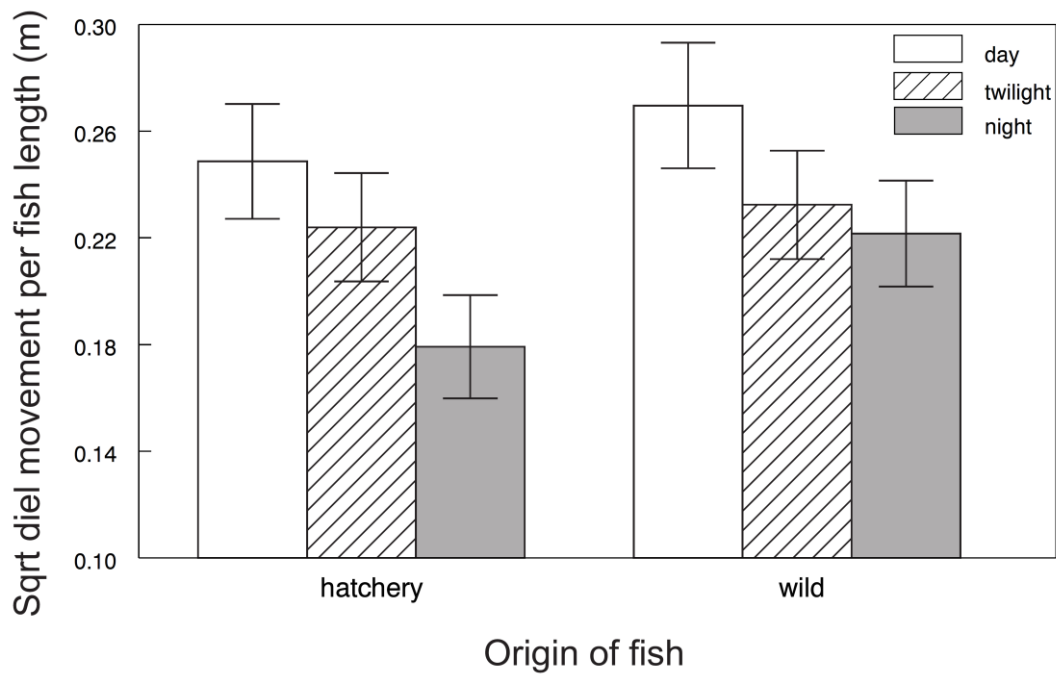 Sqrt diel movement per fish length (m)
0.30
0.26
0.22
0.18
0.14
0.10
day
twilight
night
hatchery
wild
Origin of fish